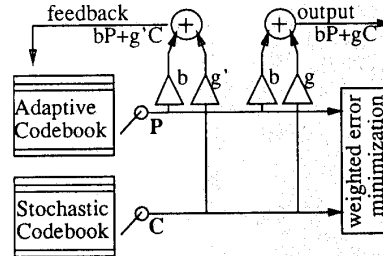 feedback
output
bP+g'C
bP+gC
b
g'
b
g
Adaptive
Codebook
P
Stochastic
Codebook
C
weighted error
minimization